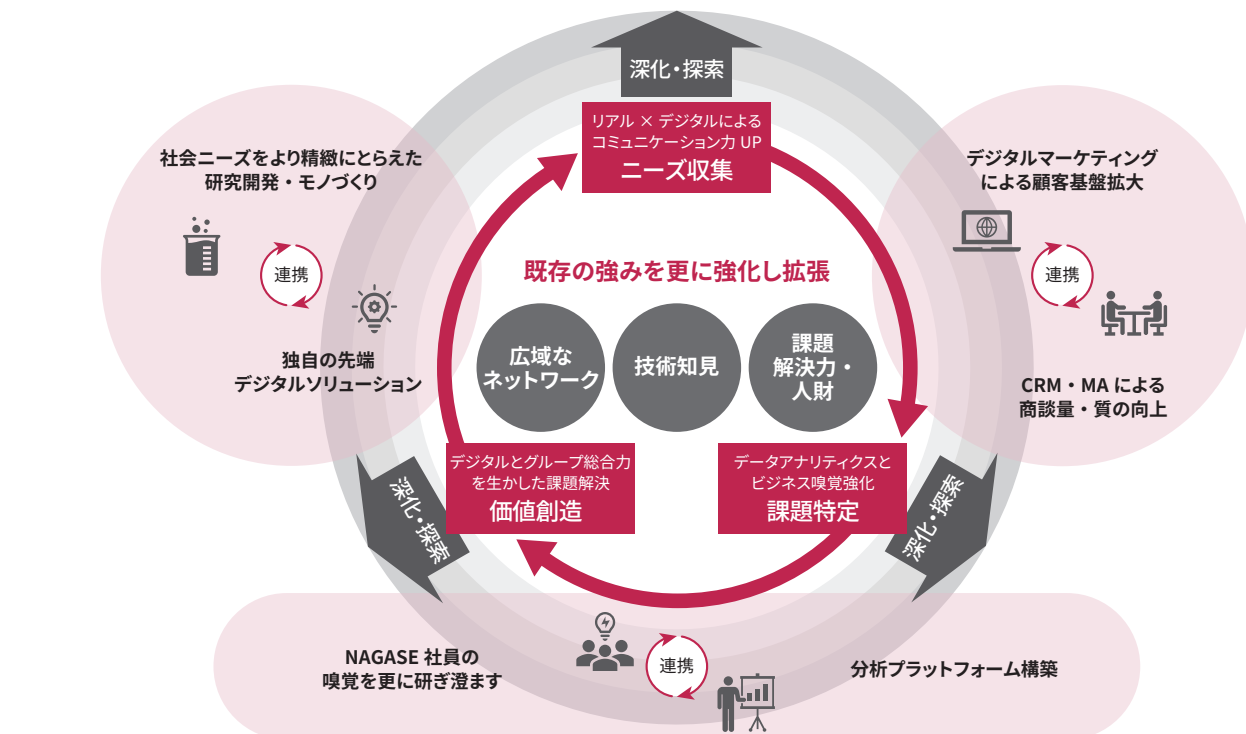 深化・探索
リアル × デジタルによる
コミュニケーション力 UP
ニーズ収集
社会ニーズをより精緻にとらえた
研究開発・モノづくり
連携
独自の先端
デジタルソリューション
デジタルマーケティング
による顧客基盤拡大
連携
CRM・MA による
商談量・質の向上
既存の強みを更に強化し拡張
広域な
ネットワーク
技術知見
課題
解決力・
人財
デジタルとグループ総合力
を生かした課題解決
価値創造
データアナリティクスと
ビジネス嗅覚強化
課題特定
深化・探索
深化・探索
NAGASE 社員の
嗅覚を更に研ぎ澄ます
連携
分析プラットフォーム構築